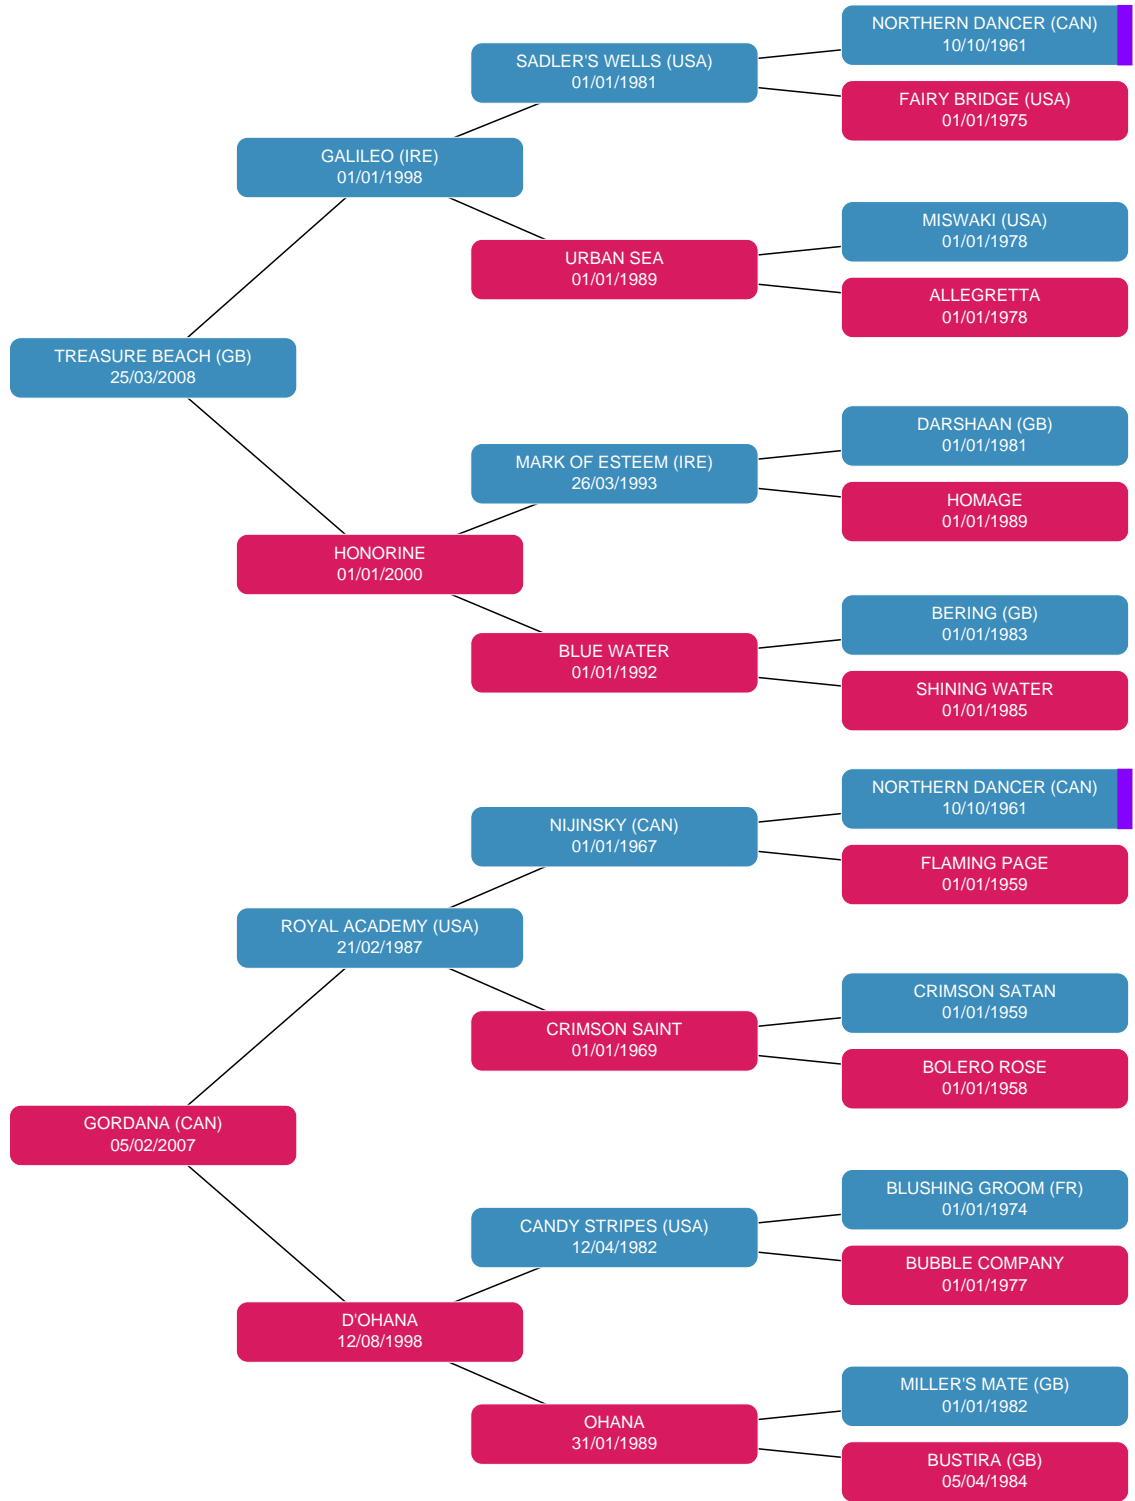 NORTHERN DANCER (CAN)
10/10/1961
SADLER'S WELLS (USA)
01/01/1981
FAIRY BRIDGE (USA)
01/01/1975
GALILEO (IRE)
01/01/1998
MISWAKI (USA)
01/01/1978
URBAN SEA
01/01/1989
ALLEGRETTA
01/01/1978
TREASURE BEACH (GB)
25/03/2008
DARSHAAN (GB)
01/01/1981
MARK OF ESTEEM (IRE)
26/03/1993
HOMAGE
01/01/1989
HONORINE
01/01/2000
BERING (GB)
01/01/1983
BLUE WATER
01/01/1992
SHINING WATER
01/01/1985
NORTHERN DANCER (CAN)
10/10/1961
NIJINSKY (CAN)
01/01/1967
FLAMING PAGE
01/01/1959
ROYAL ACADEMY (USA)
21/02/1987
CRIMSON SATAN
01/01/1959
CRIMSON SAINT
01/01/1969
BOLERO ROSE
01/01/1958
GORDANA (CAN)
05/02/2007
BLUSHING GROOM (FR)
01/01/1974
CANDY STRIPES (USA)
12/04/1982
BUBBLE COMPANY
01/01/1977
D'OHANA
12/08/1998
MILLER'S MATE (GB)
01/01/1982
OHANA
31/01/1989
BUSTIRA (GB)
05/04/1984